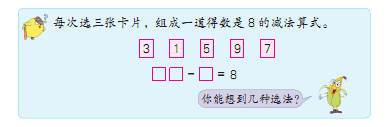 每次选三张卡片，组成一道得数是 8 的减法算式。
3 1 5 9 7
□□－□＝8
你能想到几种选法？